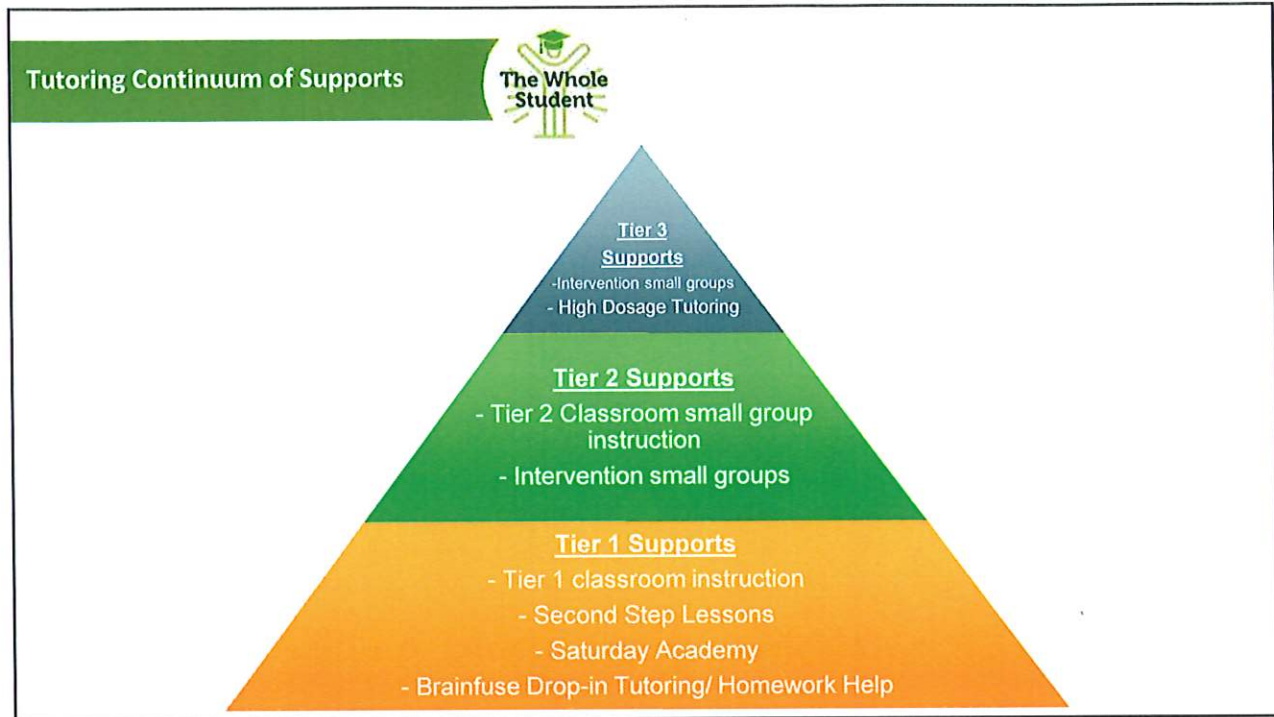 Tutoring Continuum of Supports
The Whole
Student
Tier 3
Supports
-Intervention small groups
- High Dosage Tutoring
Tier 2 Supports
- Tier 2 Classroom small group
instruction
- Intervention small groups
Tier 1 Supports
- Tier 1 classroom instruction
- Second Step Lessons
- Saturday Academy
- Brainfuse Drop-in Tutoring/ Homework Help